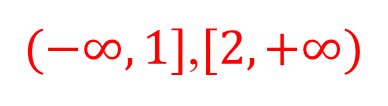 (−∞, 1],[2, +∞)